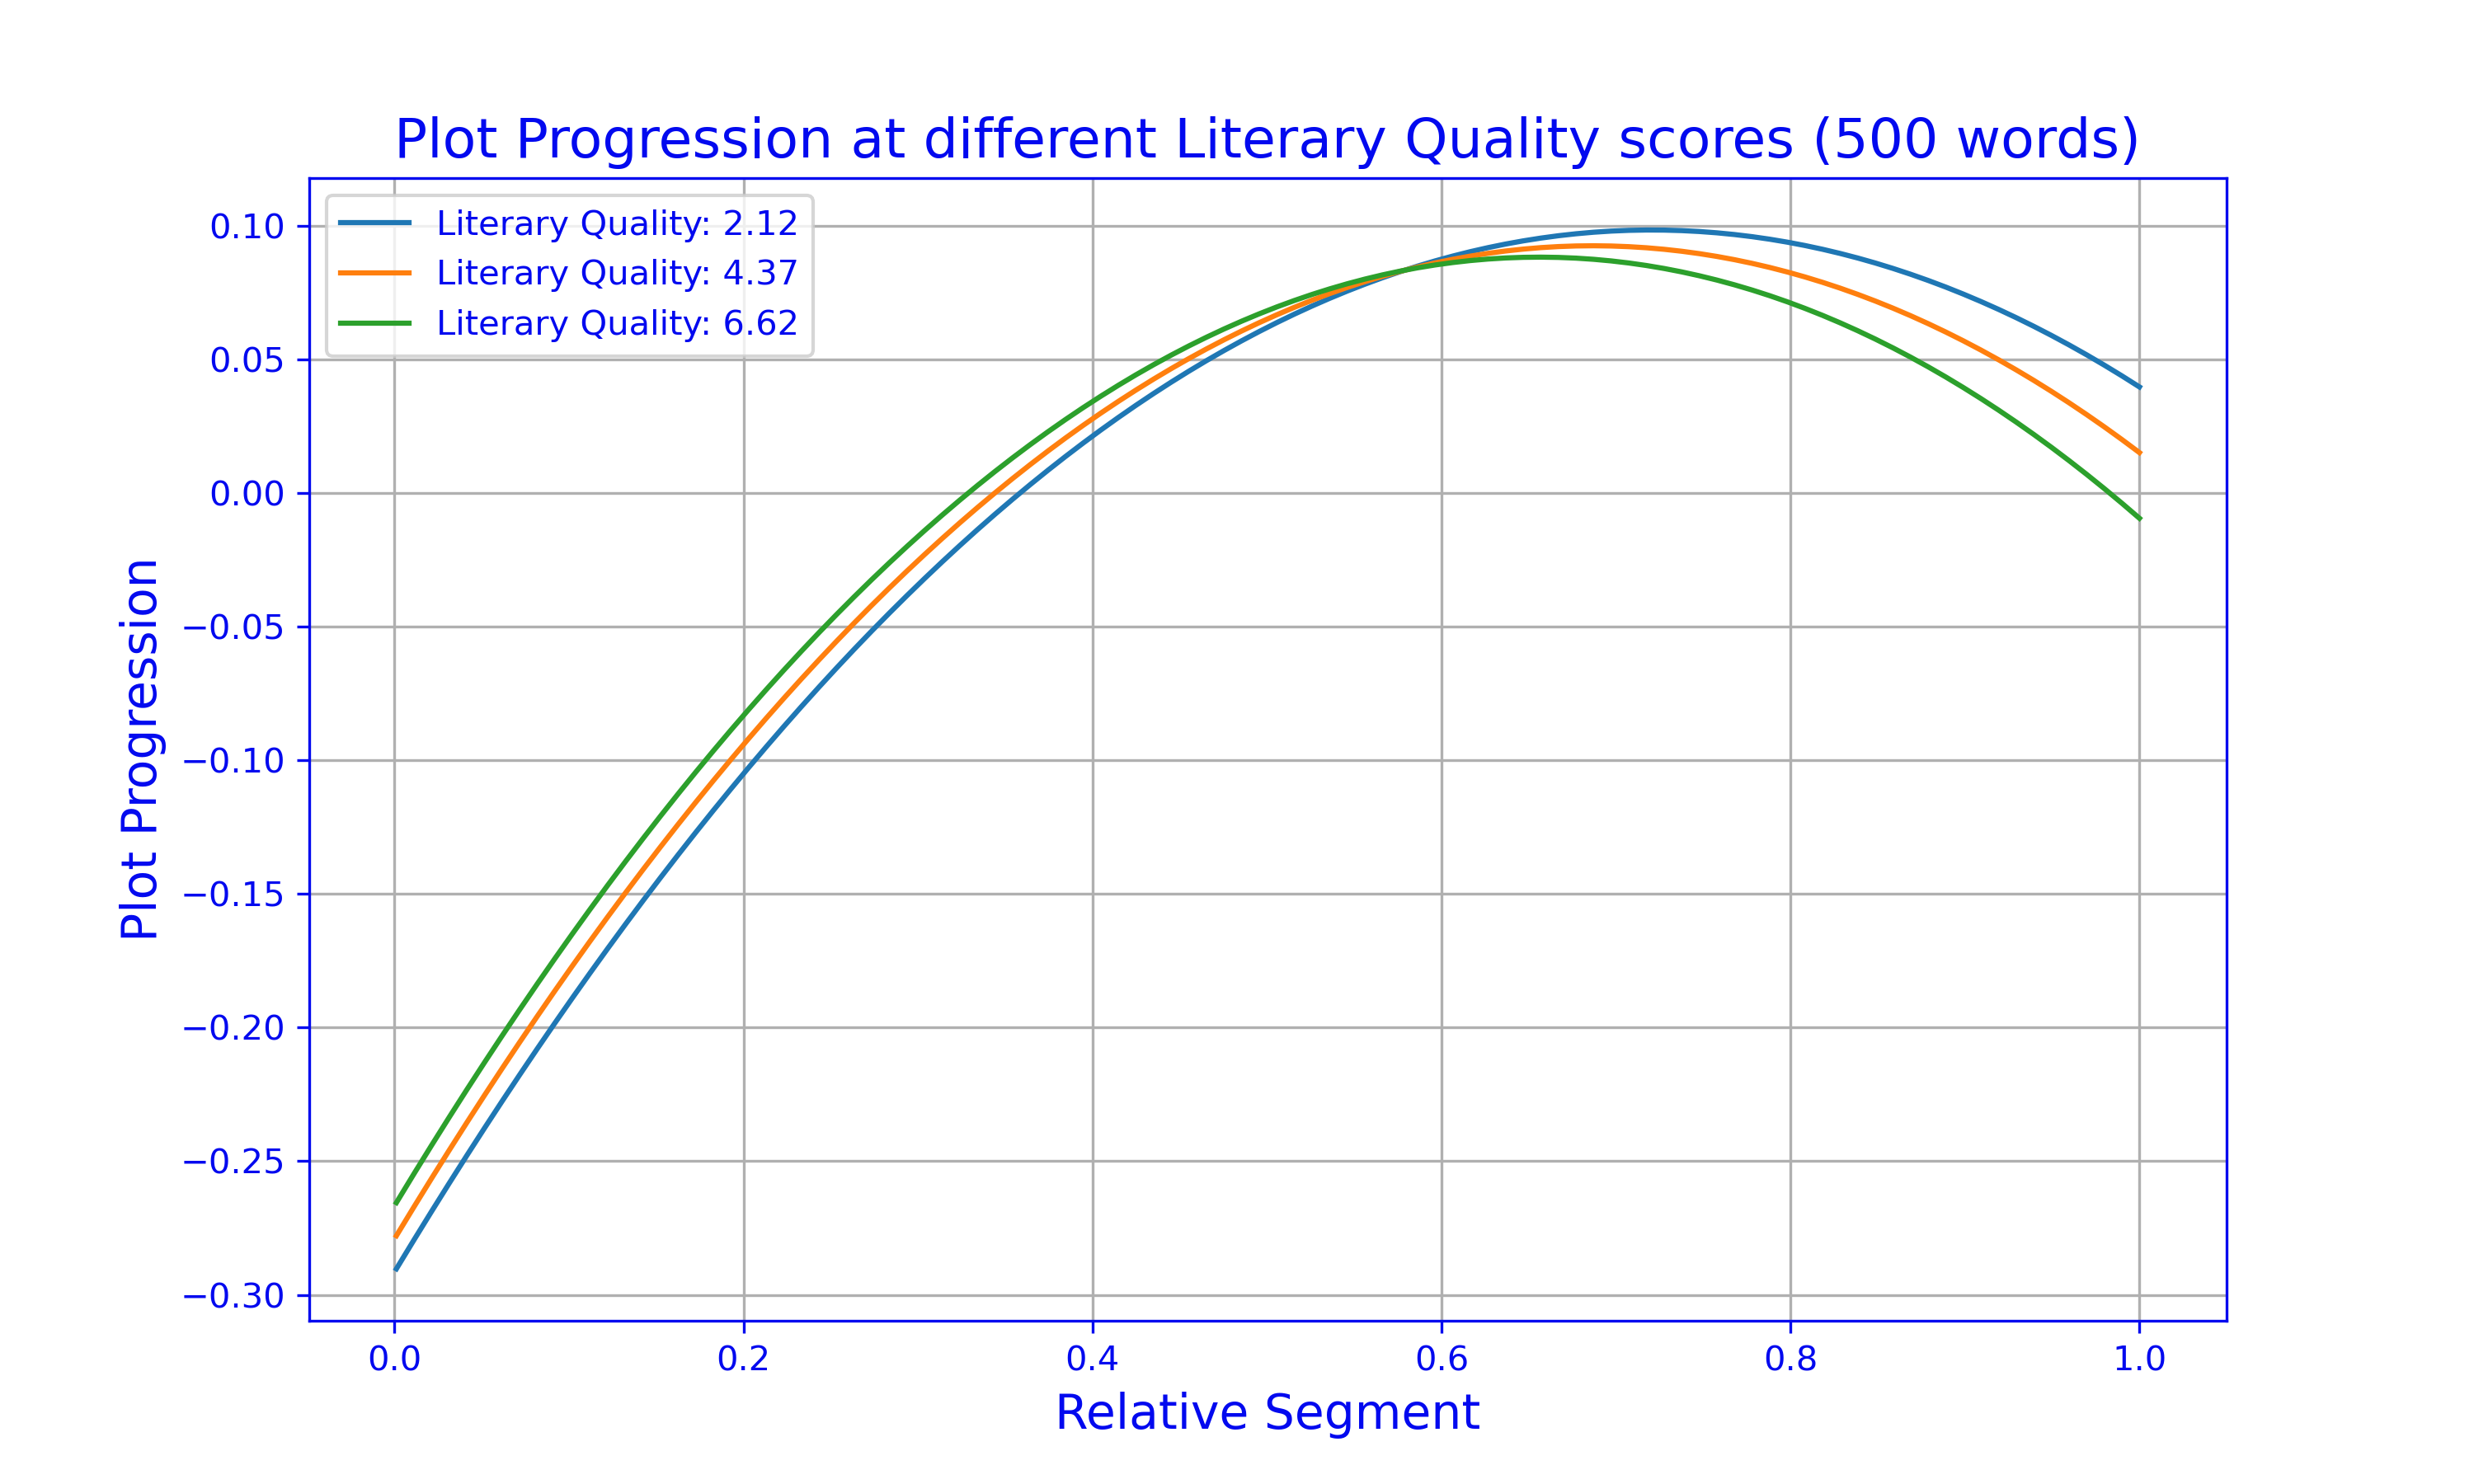 Plot Progression at different Literary Quality scores (500 words)
Literary Quality: 2.12
Literary Quality: 4.37
Literary Quality: 6.62
0.10
0.05
0.00
−0.05
−0.10
−0.15
−0.20
−0.25
−0.30
Plot Progression
0.0 0.2 0.4 0.6 0.8 1.0
Relative Segment